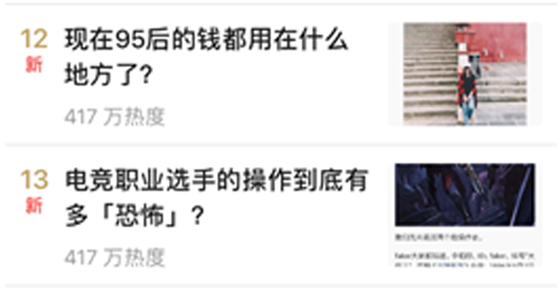 12
新
现在95后的钱都用在什么
地方了？
417 万热度
13
新
电竞职业选手的操作到底有
多「恐怖」？
417 万热度